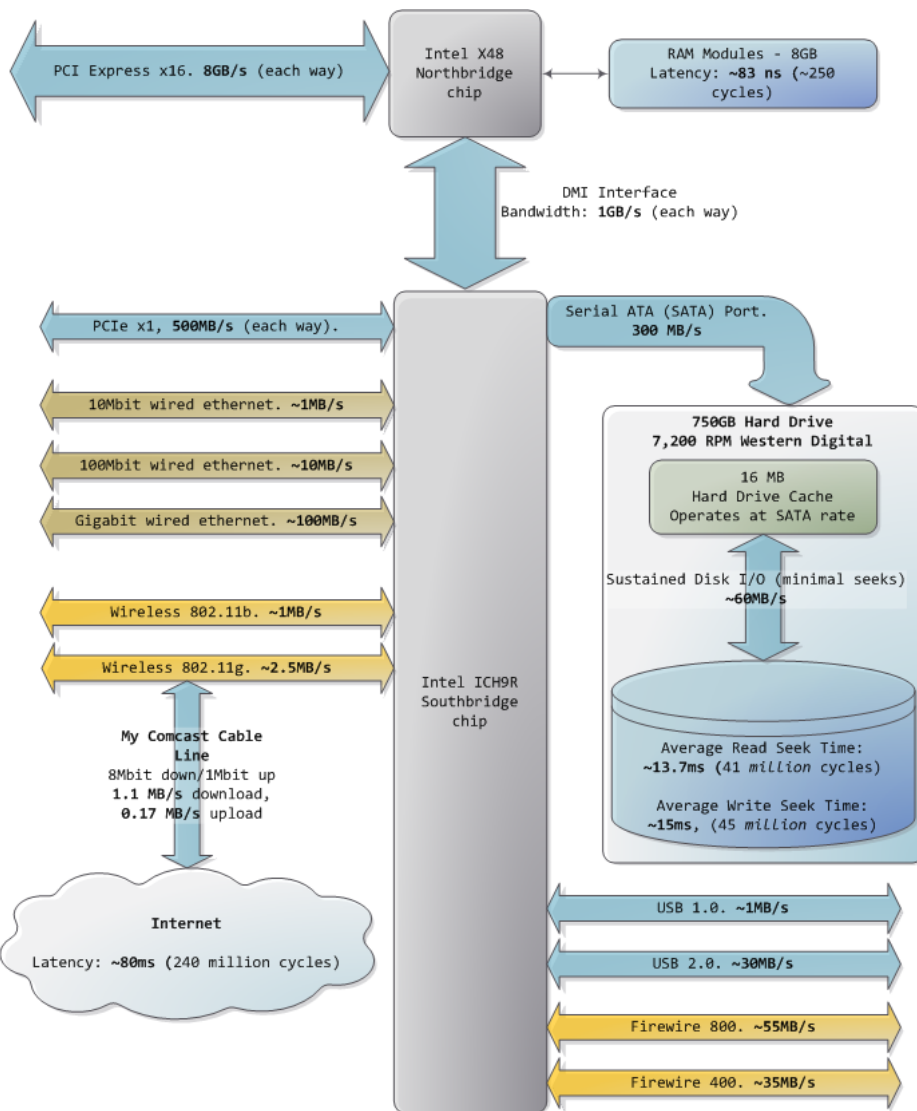 PCI Express x16. 8GB/s (each way)
Intel X48
Northbridge
chip
RAM Modules - 8GB
Latency: ~83 ns (~250
cycles)
DMI Interface
Bandwidth: 1GB/s (each way)
PCIe x1, 500MB/s (each way).
10Mbit wired ethernet. ~1MB/s
100Mbit wired ethernet. ~10MB/s
Gigabit wired ethernet. ~100MB/s
Wireless 802.11b. ~1MB/s
Wireless 802.11g. ~2.5MB/s
My Comcast Cable
Line
8Mbit down/1Mbit up
1.1 MB/s download,
0.17 MB/s upload
Internet
Latency: ~80ms (240 million cycles)
Intel ICH9R
Southbridge
chip
Serial ATA (SATA) Port.
300 MB/s
750GB Hard Drive
7,200 RPM Western Digital
16 MB
Hard Drive Cache
Operates at SATA rate
Sustained Disk I/O (minimal seeks)
~60MB/s
Average Read Seek Time:
~13.7ms (41 million cycles)
Average Write Seek Time:
~15ms, (45 million cycles)
USB 1.0. ~1MB/s
USB 2.0. ~30MB/s
Firewire 800. ~55MB/s
Firewire 400. ~35MB/s